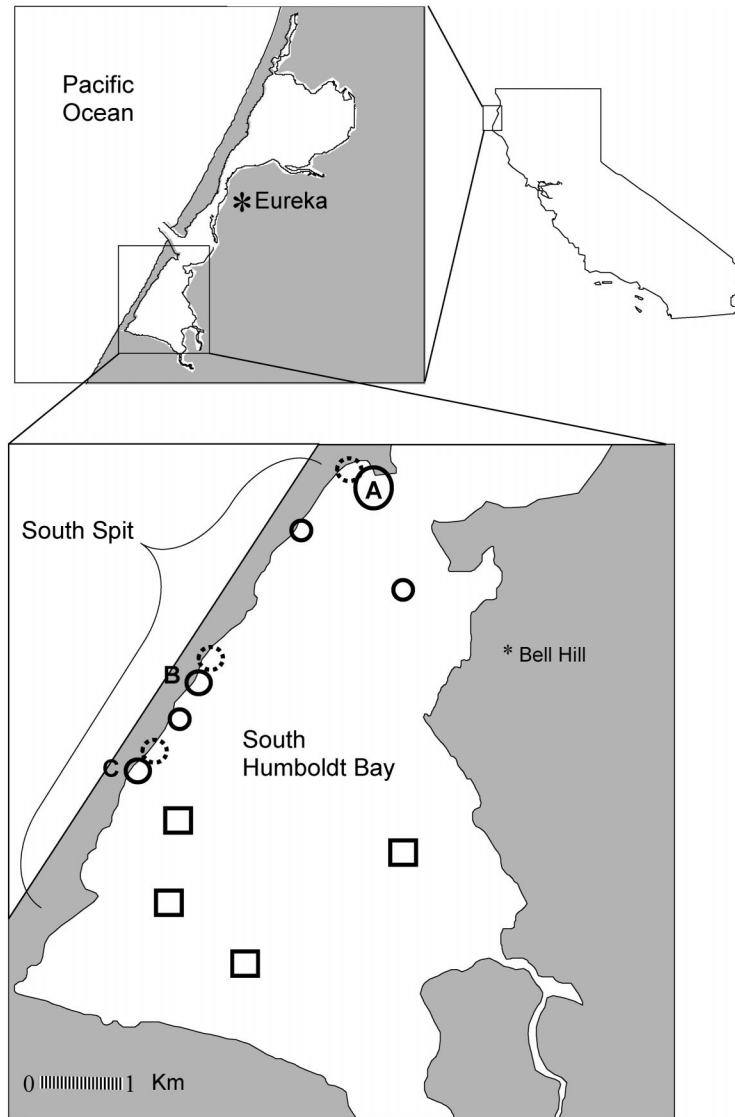 Pacific
Ocean
*Eureka
A
South Spit
B
* Bell Hill
South
Humboldt Bay
C
0 1 Km